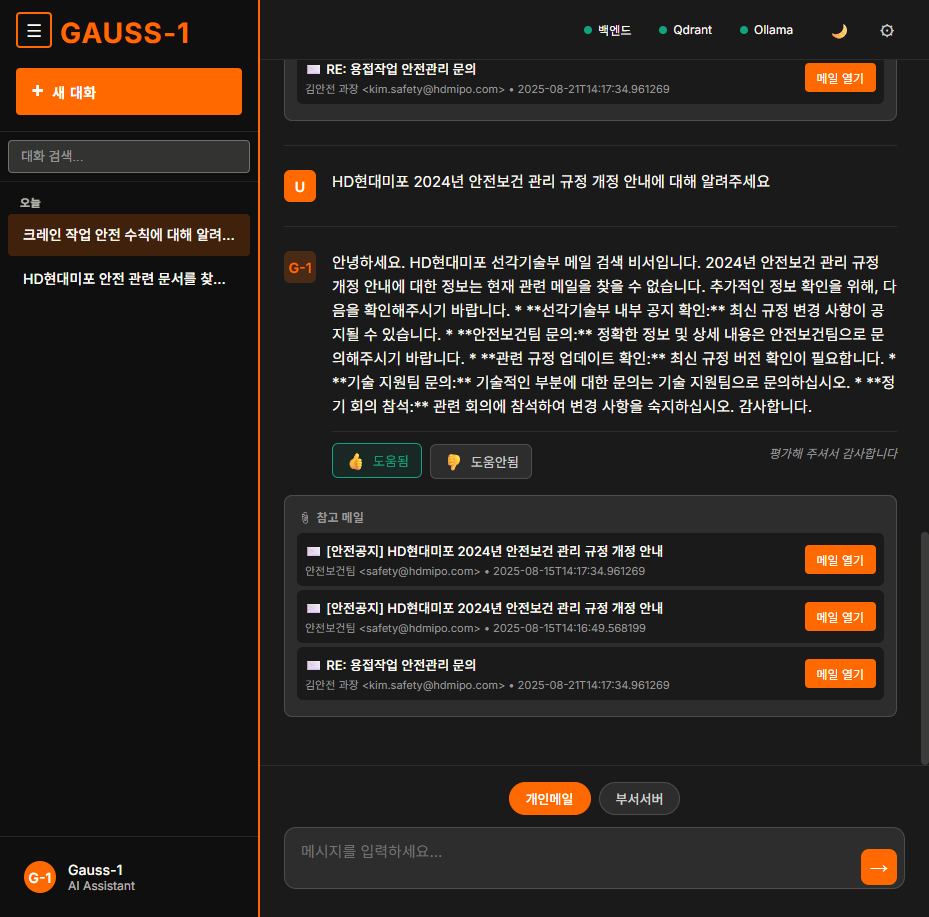 ☰ GAUSS-1
+ 새 대화
대화 검색...
오늘
크레인 작업 안전 수칙에 대해 알려...
HD현대미포 안전 관련 문서를 찾...
G-1 Gauss-1
AI Assistant
백엔드 Qdrant Ollama
RE: 용접작업 안전관리 문의
김안전 과장 <kim.safety@hdmipo.com> • 2025-08-21T14:17:34.961269
메일 열기
U HD현대미포 2024년 안전보건 관리 규정 개정 안내에 대해 알려주세요
G-1 안녕하세요. HD현대미포 선각기술부 메일 검색 비서입니다. 2024년 안전보건 관리 규정
개정 안내에 대한 정보는 현재 관련 메일을 찾을 수 없습니다. 추가적인 정보 확인을 위해, 다
음을 확인해주시기 바랍니다. * **선각기술부 내부 공지 확인:** 최신 규정 변경 사항이 공
지될 수 있습니다. * **안전보건팀 문의:** 정확한 정보 및 상세 내용은 안전보건팀으로 문
의해주시기 바랍니다. * **관련 규정 업데이트 확인:** 최신 규정 버전 확인이 필요합니다. *
**기술 지원팀 문의:** 기술적인 부분에 대한 문의는 기술 지원팀으로 문의하십시오. * **정
기 회의 참석:** 관련 회의에 참석하여 변경 사항을 숙지하십시오. 감사합니다.
👍 도움됨 👎 도움안됨 평가해 주셔서 감사합니다
참고 메일
[안전공지] HD현대미포 2024년 안전보건 관리 규정 개정 안내
안전보건팀 <safety@hdmipo.com> • 2025-08-15T14:17:34.961269
메일 열기
[안전공지] HD현대미포 2024년 안전보건 관리 규정 개정 안내
안전보건팀 <safety@hdmipo.com> • 2025-08-15T14:16:49.568199
메일 열기
RE: 용접작업 안전관리 문의
김안전 과장 <kim.safety@hdmipo.com> • 2025-08-21T14:17:34.961269
메일 열기
개인메일 부서서버
메시지를 입력하세요...
→